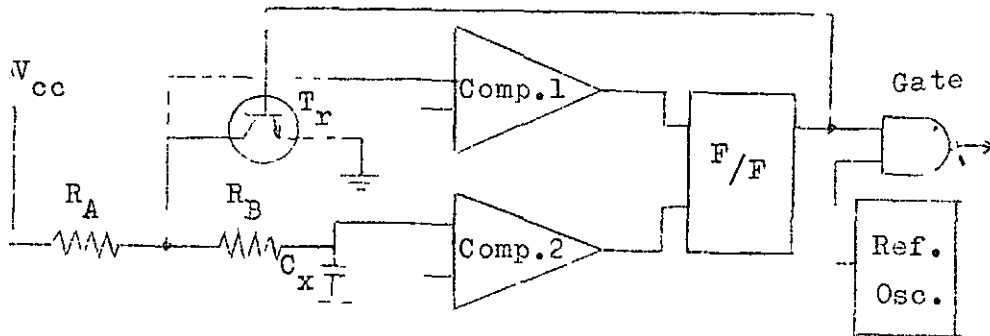 Vcc
Tr
Comp.1
Gate
F/F
RA
RB
Cx
Comp.2
Ref.
Osc.